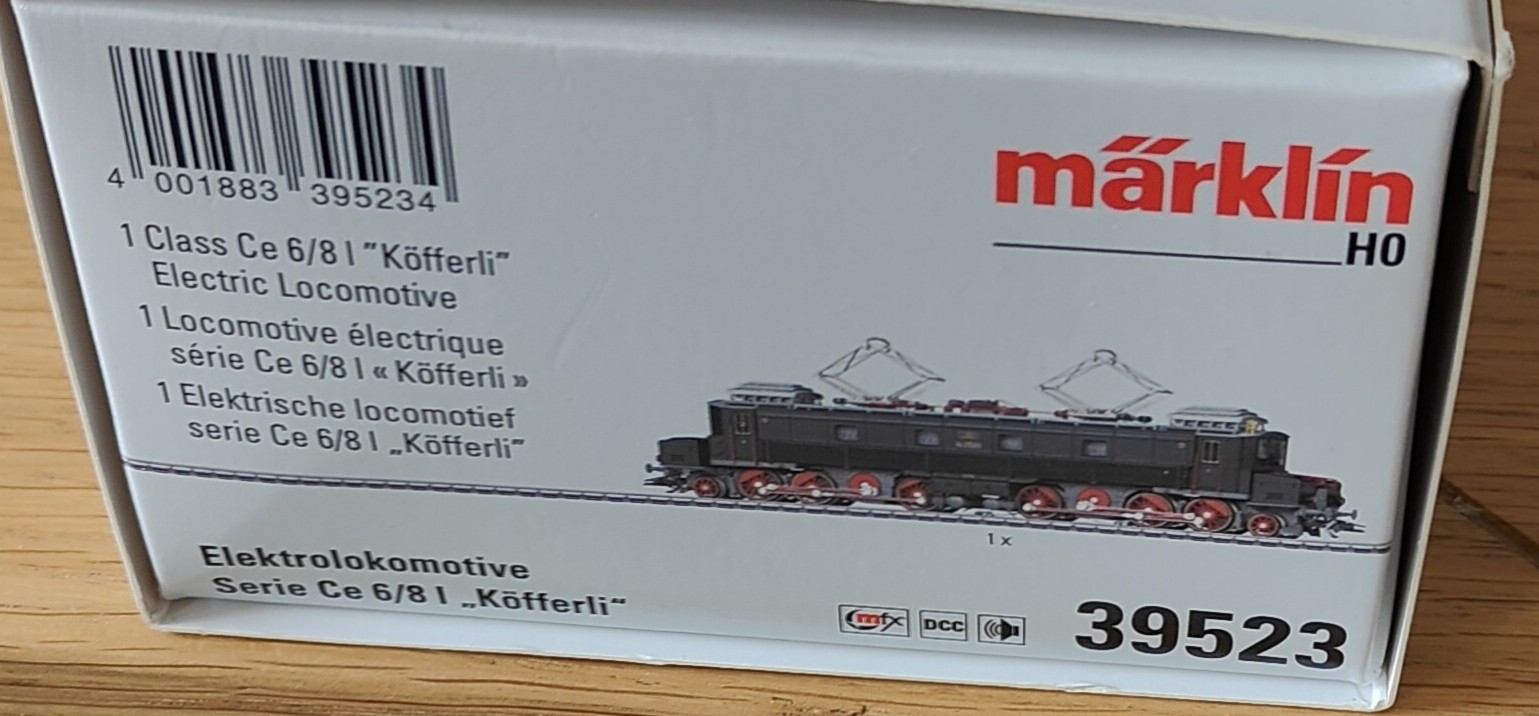 4 001883 395234
1 Class Ce 6/8 I "Köfferli"
Electric Locomotive
1 Locomotive électrique
série Ce 6/8 I « Köfferli »
1 Elektrische locomotief
serie Ce 6/8 I „Köfferli"
märklín
H0
1 x
Elektrolokomotive
Serie Ce 6/8 I „Köfferli“
mfx
DCC
39523